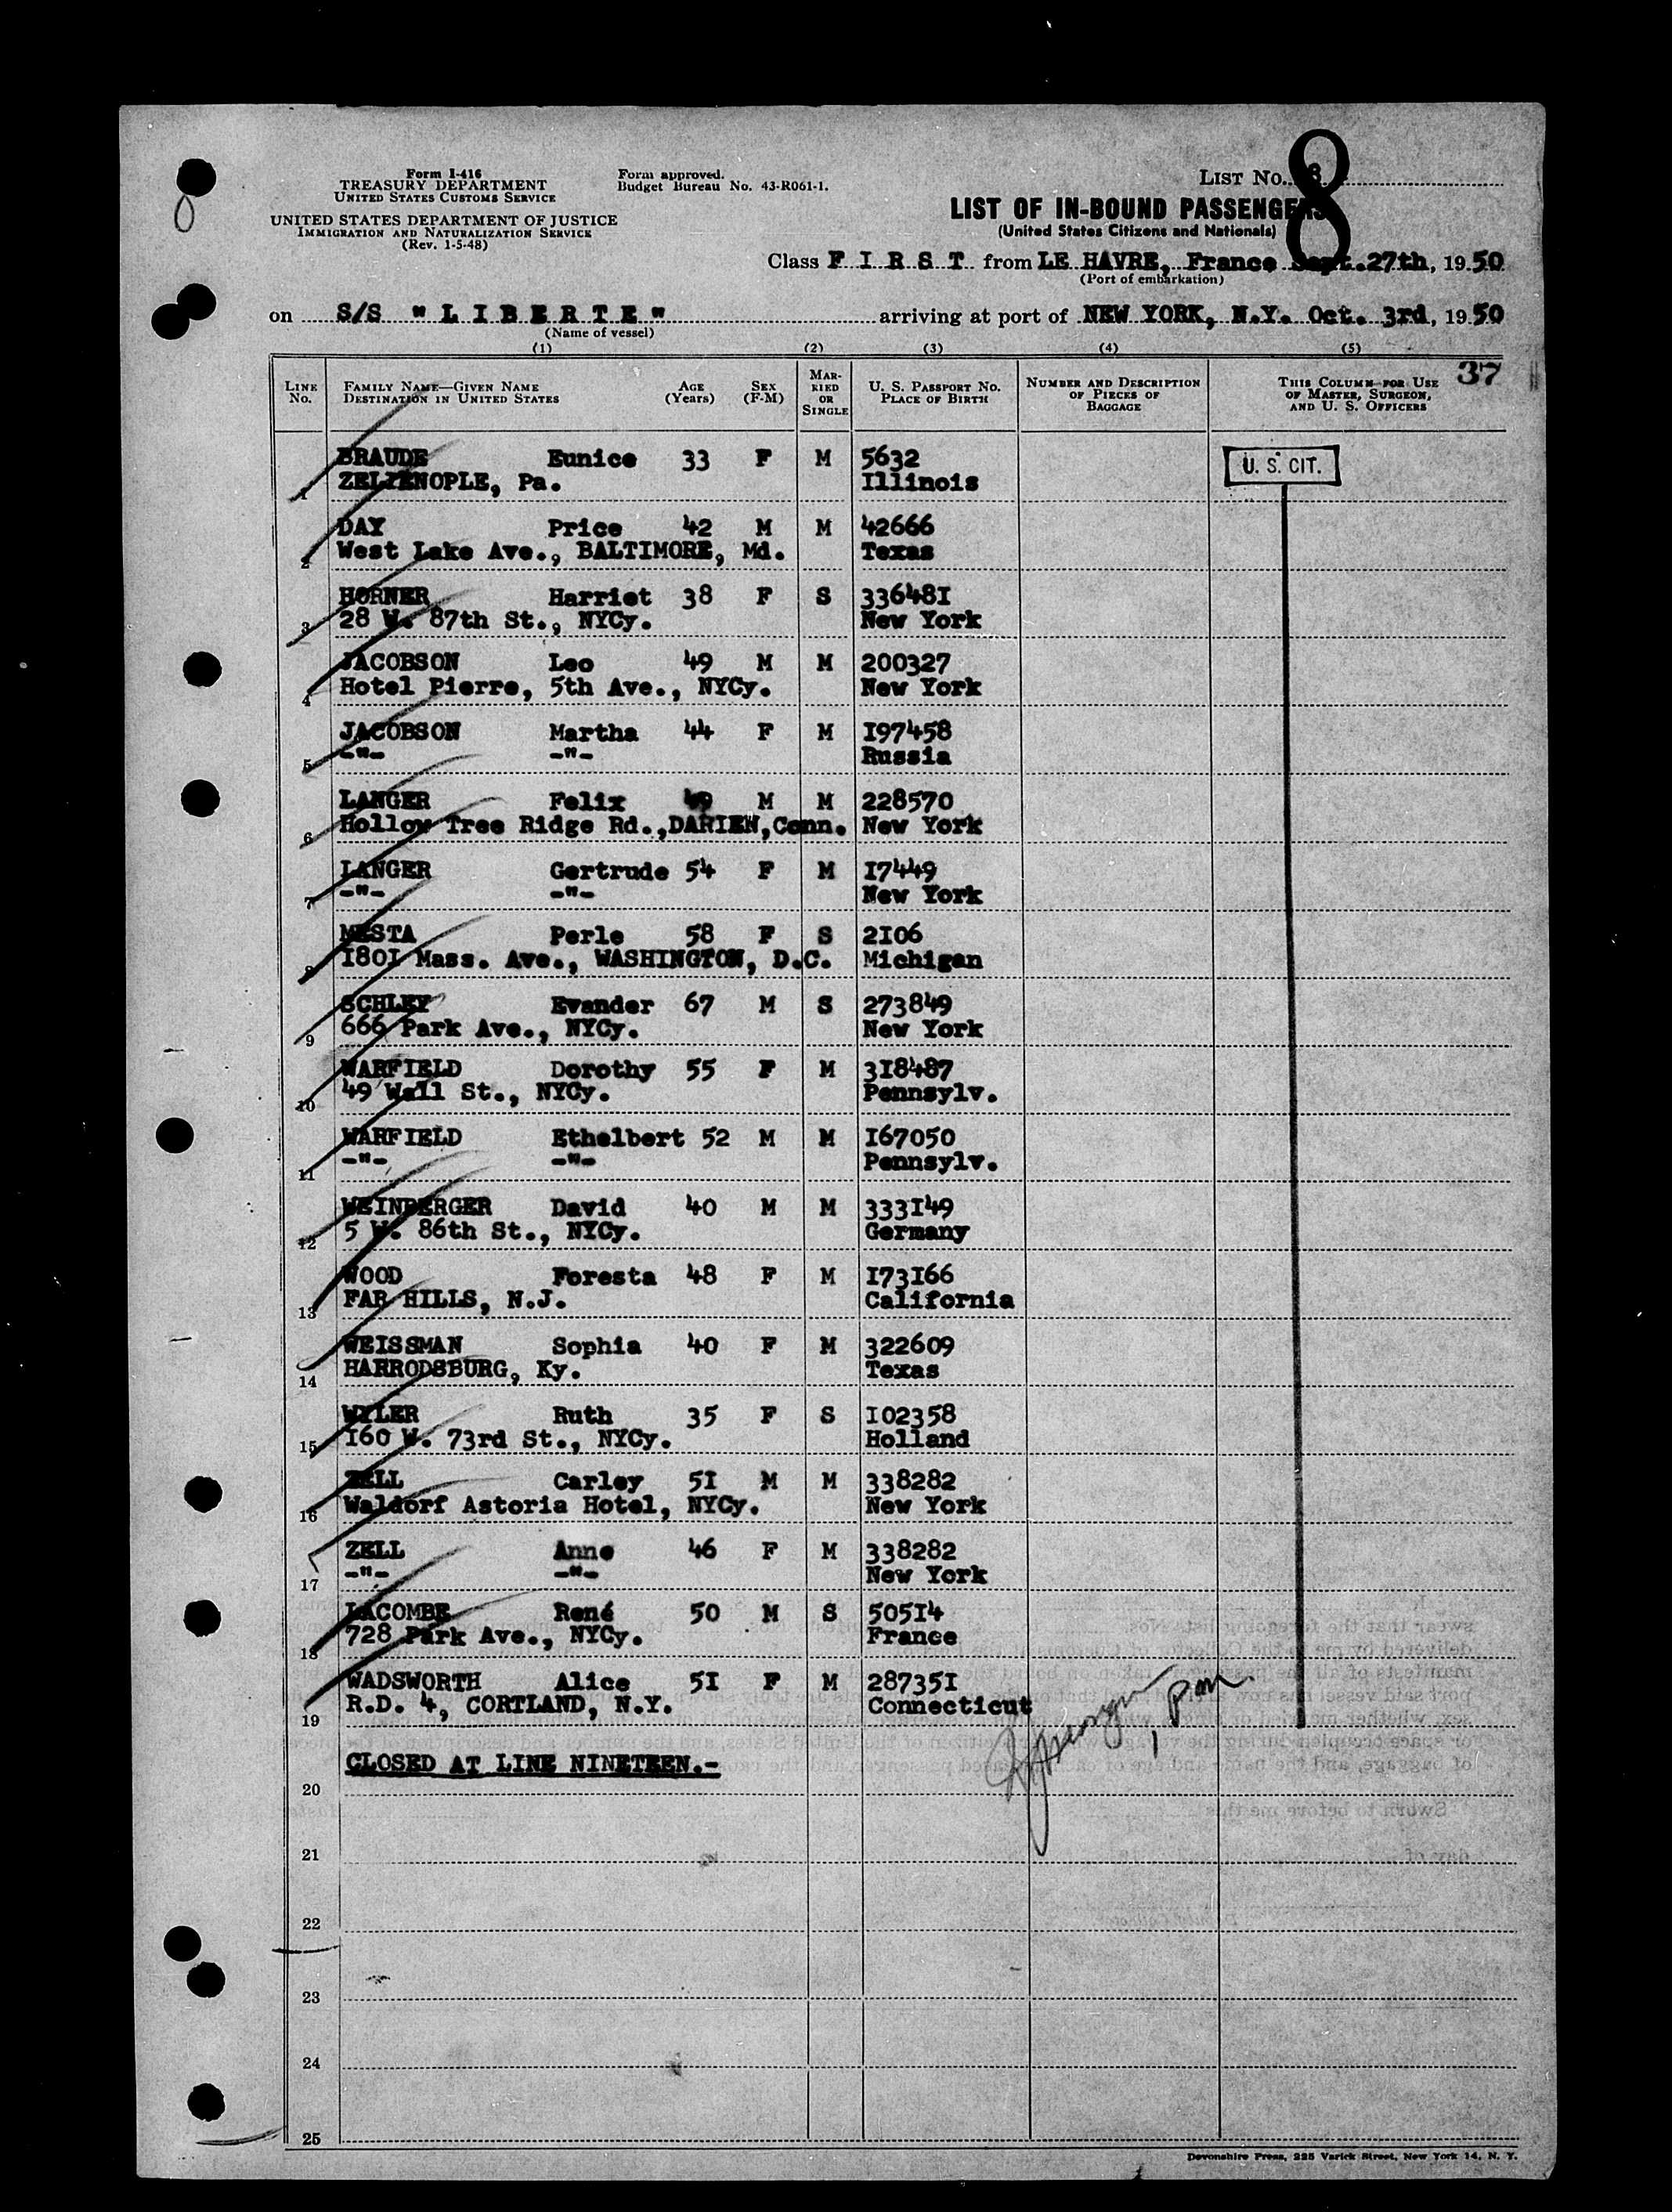 8
Form I-416
TREASURY DEPARTMENT
UNITED STATES CUSTOMS SERVICE
UNITED STATES DEPARTMENT OF JUSTICE
IMMIGRATION AND NATURALIZATION SERVICE
(Rev. 1-5-48)
Form approved.
Budget Bureau No. 43-R061-1.
LIST NO. 8
8
LIST OF IN-BOUND PASSENGERS
(United States Citizens and Nationals)
Class F I R S T from LE HAVRE, France Sept. 27th, 1950
(Port of embarkation)
on S/S "L I B E R T E" arriving at port of NEW YORK, N.Y. Oct. 3rd, 1950
(Name of vessel)
(1) (2) (3) (4) (5)
37
LINE No. FAMILY NAME—GIVEN NAME DESTINATION IN UNITED STATES AGE (Years) SEX (F-M) MARRIED OR SINGLE U. S. PASSPORT NO. PLACE OF BIRTH NUMBER AND DESCRIPTION OF PIECES OF BAGGAGE THIS COLUMN FOR USE OF MASTER, SURGEON, AND U. S. OFFICERS
BRAUDE Eunice 33 F M 5632 U. S. CIT.
1 ZELIENOPLE, Pa. Illinois
DAY Price 42 M M 42666
2 West Lake Ave., BALTIMORE, Md. Texas
HORNER Harriet 38 F S 336481
3 28 W. 87th St., NYCy. New York
JACOBSON Leo 49 M M 200327
4 Hotel Pierre, 5th Ave., NYCy. New York
JACOBSON Martha 44 F M 197458
5 -"- -"- Russia
LANGER Felix 49 M M 228570
6 Hollow Tree Ridge Rd.,DARIEN,Conn. New York
LANGER Gertrude 54 F M 17449
7 -"- -"- New York
MESTA Perle 58 F S 2106
8 1801 Mass. Ave., WASHINGTON, D.C. Michigan
SCHLEY Evander 67 M S 273849
9 666 Park Ave., NYCy. New York
WARFIELD Dorothy 55 F M 318487
10 49 Wall St., NYCy. Pennsylv.
WARFIELD Ethelbert 52 M M 167050
11 -"- -"- Pennsylv.
WEINBERGER David 40 M M 333149
12 5 W. 86th St., NYCy. Germany
WOOD Foresta 48 F M 173166
13 FAR HILLS, N.J. California
WEISSMAN Sophia 40 F M 322609
14 HARRODSBURG, Ky. Texas
WYLER Ruth 35 F S 102358
15 160 W. 73rd St., NYCy. Holland
ZELL Carley 51 M M 338282
16 Waldorf Astoria Hotel, NYCy. New York
ZELL Anne 46 F M 338282
17 -"- -"- New York
LACOMBE René 50 M S 50514
18 728 Park Ave., NYCy. France
WADSWORTH Alice 51 F M 287351
19 R.D. 4, CORTLAND, N.Y. Connecticut
CLOSED AT LINE NINETEEN.-
20
21
22
23
24
25
Devonshire Press, 225 Varick Street, New York 14, N. Y.